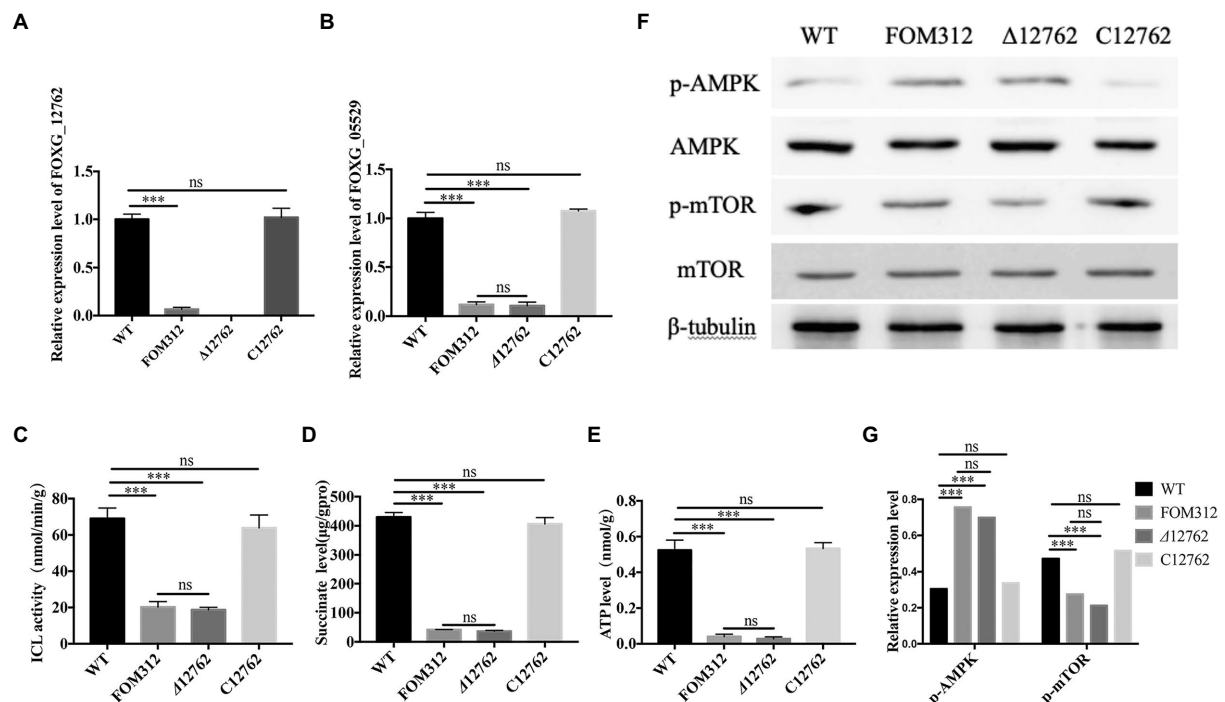 A
Relative expression level of FOXG_12762
1.5
1.0
0.5
0.0
ns
***
WT
FOM312
Δ12762
C12762
B
Relative expression level of FOXG_05529
1.5
1.0
0.5
0.0
ns
***
***
ns
WT
FOM312
Δ12762
C12762
F
WT FOM312 Δ12762 C12762
p-AMPK
AMPK
p-mTOR
mTOR
β-tubulin
C
ICL activity (nmol/min/g)
80
60
40
20
0
ns
***
***
ns
WT
FOM312
Δ12762
C12762
D
Succinate level(μg/gpro)
500
400
300
200
100
0
ns
***
***
ns
WT
FOM312
Δ12762
C12762
E
ATP level (nmol/g)
0.8
0.6
0.4
0.2
0.0
ns
***
***
ns
WT
FOM312
Δ12762
C12762
G
Relative expression level
0.8
0.6
0.4
0.2
0.0
ns
ns
***
***
ns
ns
***
***
p-AMPK
p-mTOR
WT
FOM312
Δ12762
C12762